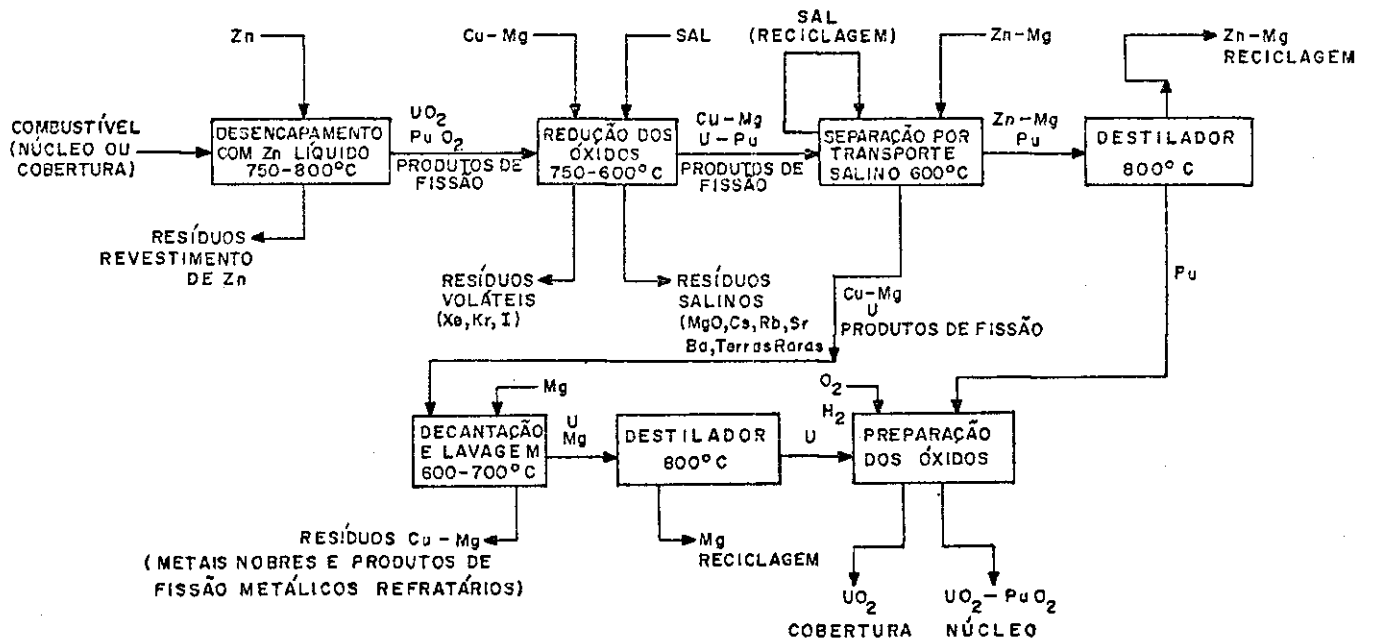 Zn
Cu-Mg
SAL
SAL
(RECICLAGEM)
Zn-Mg
Zn-Mg
RECICLAGEM
COMBUSTÍVEL
(NÚCLEO OU
COBERTURA)
DESENCAPAMENTO
COM Zn LÍQUIDO
750-800°C
UO2
PuO2
PRODUTOS DE
FISSÃO
REDUÇÃO DOS
ÓXIDOS
750-600°C
Cu-Mg
U-Pu
PRODUTOS DE
FISSÃO
SEPARAÇÃO POR
TRANSPORTE
SALINO 600°C
Zn-Mg
Pu
DESTILADOR
800°C
RESÍDUOS
REVESTIMENTO
DE Zn
RESÍDUOS
VOLÁTEIS
(Xe,Kr,I)
RESÍDUOS
SALINOS
(MgO,Cs,Rb,Sr
Ba,Terras Raras
Cu-Mg
U
PRODUTOS DE FISSÃO
Pu
Mg
O2
H2
DECANTAÇÃO
E LAVAGEM
600-700°C
U
Mg
DESTILADOR
800°C
U
PREPARAÇÃO
DOS ÓXIDOS
RESÍDUOS Cu-Mg
(METAIS NOBRES E PRODUTOS DE
FISSÃO METÁLICOS REFRATÁRIOS)
Mg
RECICLAGEM
UO2
COBERTURA
UO2-PuO2
NÚCLEO